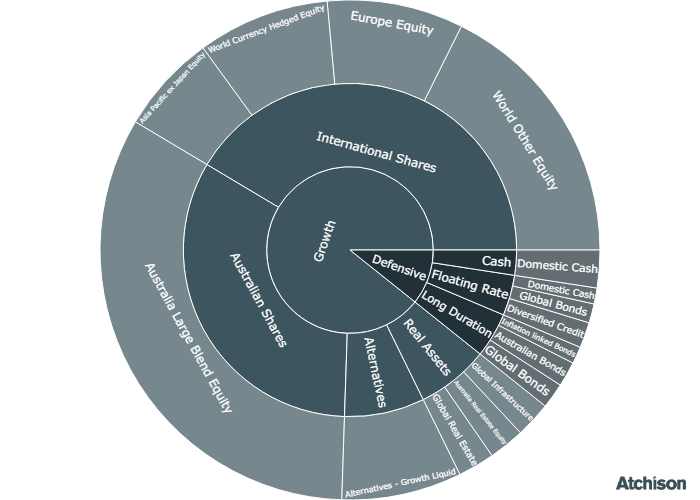 Growth
International Shares
World Other Equity
Europe Equity
World Currency Hedged Equity
Asia Pacific ex Japan Equity
Australian Shares
Australia Large Blend Equity
Alternatives
Alternatives - Growth Liquid
Real Assets
Global Real Estate
Australia Real Estate Equity
Global Infrastructure
Defensive
Cash
Domestic Cash
Floating Rate
Domestic Cash
Global Bonds
Diversified Credit
Long Duration
Inflation linked Bonds
Australian Bonds
Global Bonds
Atchison